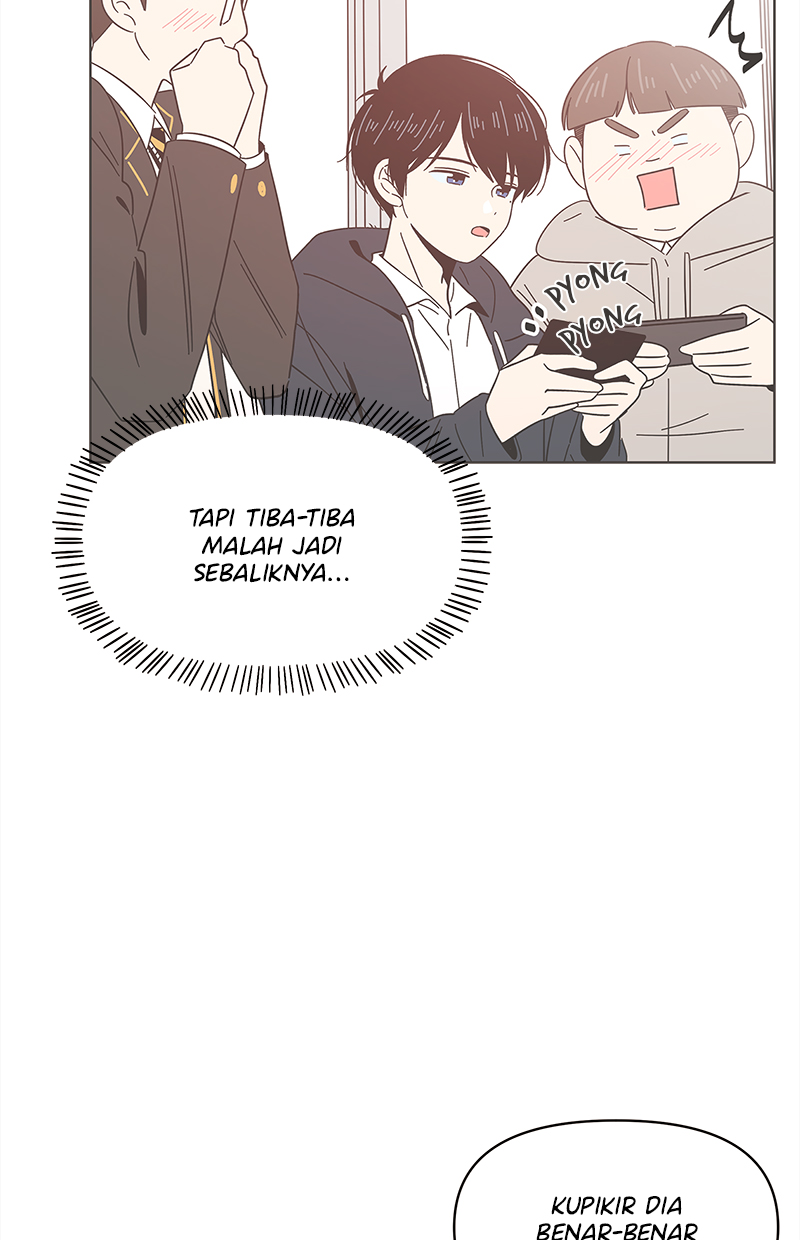 PYONG
PYONG
TAPI TIBA-TIBA
MALAH JADI
SEBALIKNYA...
KUPIKIR DIA
BENAR-BENAR